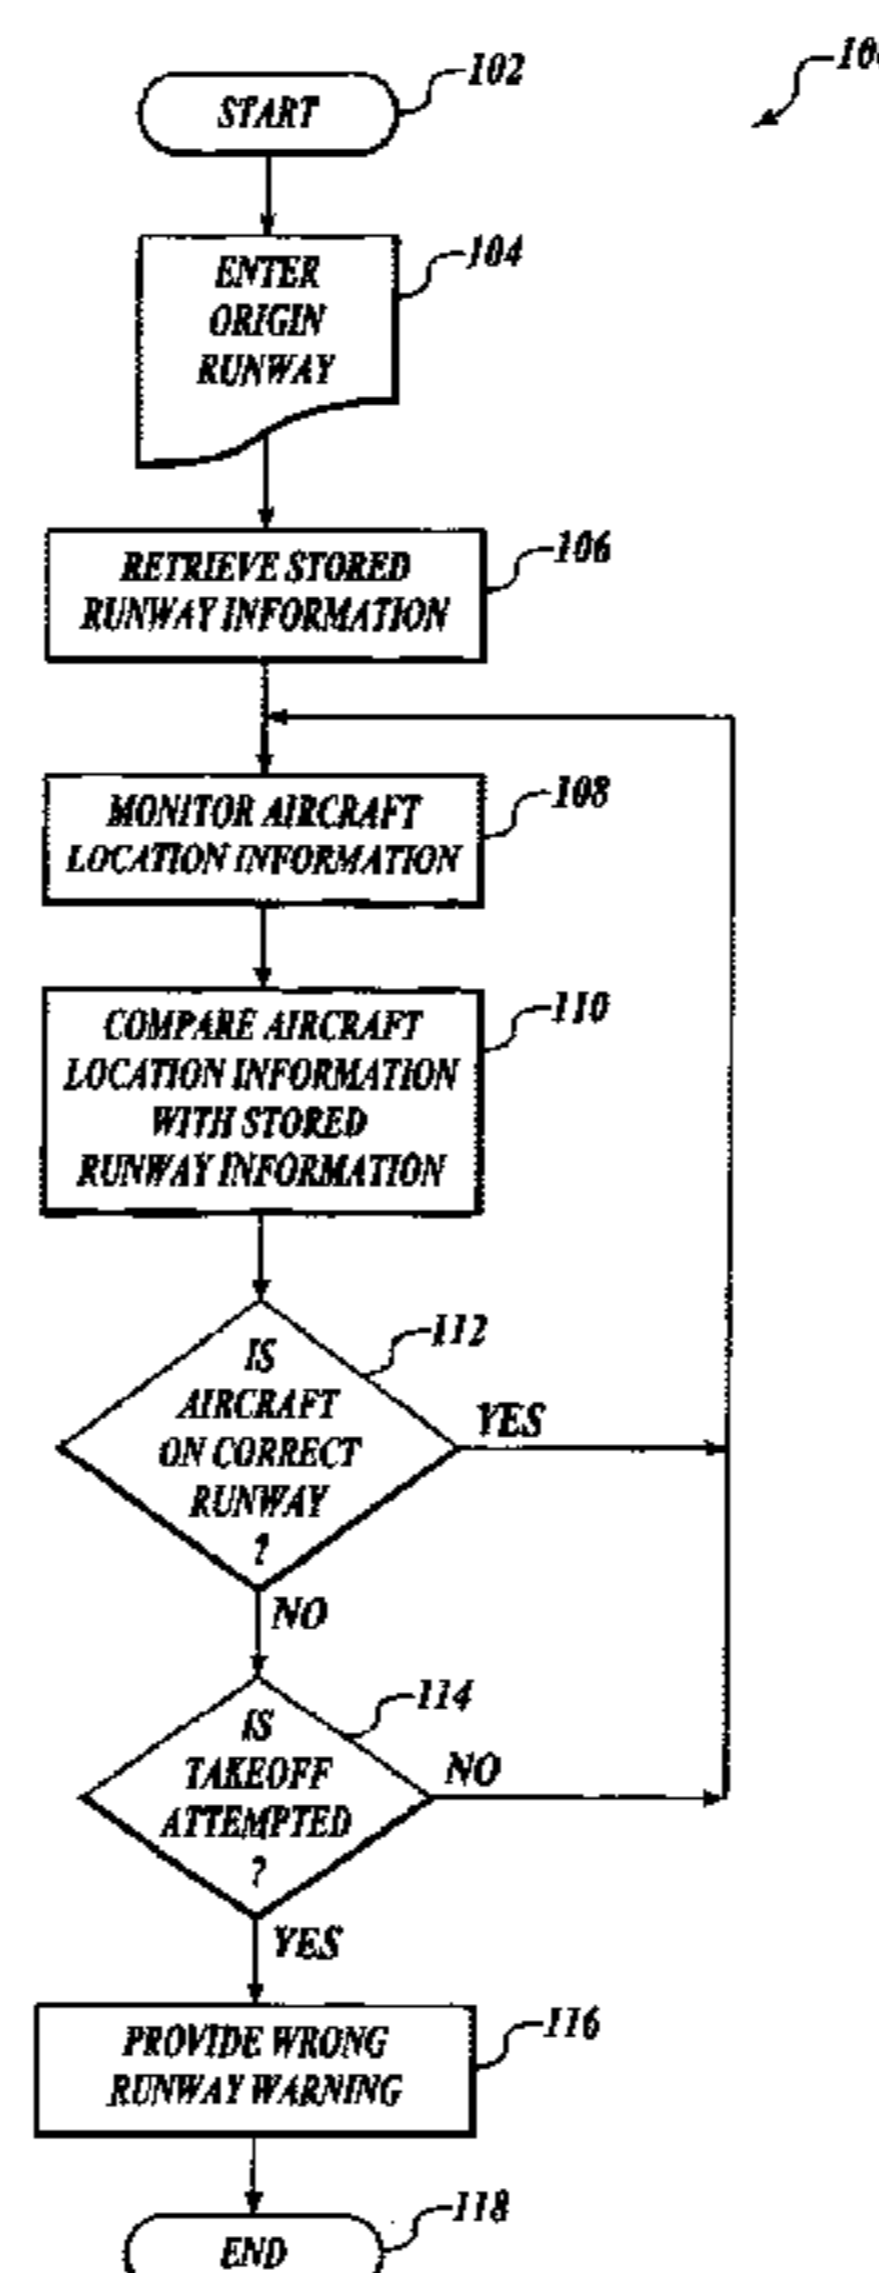 START
102
ENTER
ORIGIN
RUNWAY
104
RETRIEVE STORED
RUNWAY INFORMATION
106
MONITOR AIRCRAFT
LOCATION INFORMATION
108
COMPARE AIRCRAFT
LOCATION INFORMATION
WITH STORED
RUNWAY INFORMATION
110
IS
AIRCRAFT
ON CORRECT
RUNWAY
?
112
YES
NO
IS
TAKEOFF
ATTEMPTED
?
114
NO
YES
PROVIDE WRONG
RUNWAY WARNING
116
END
118